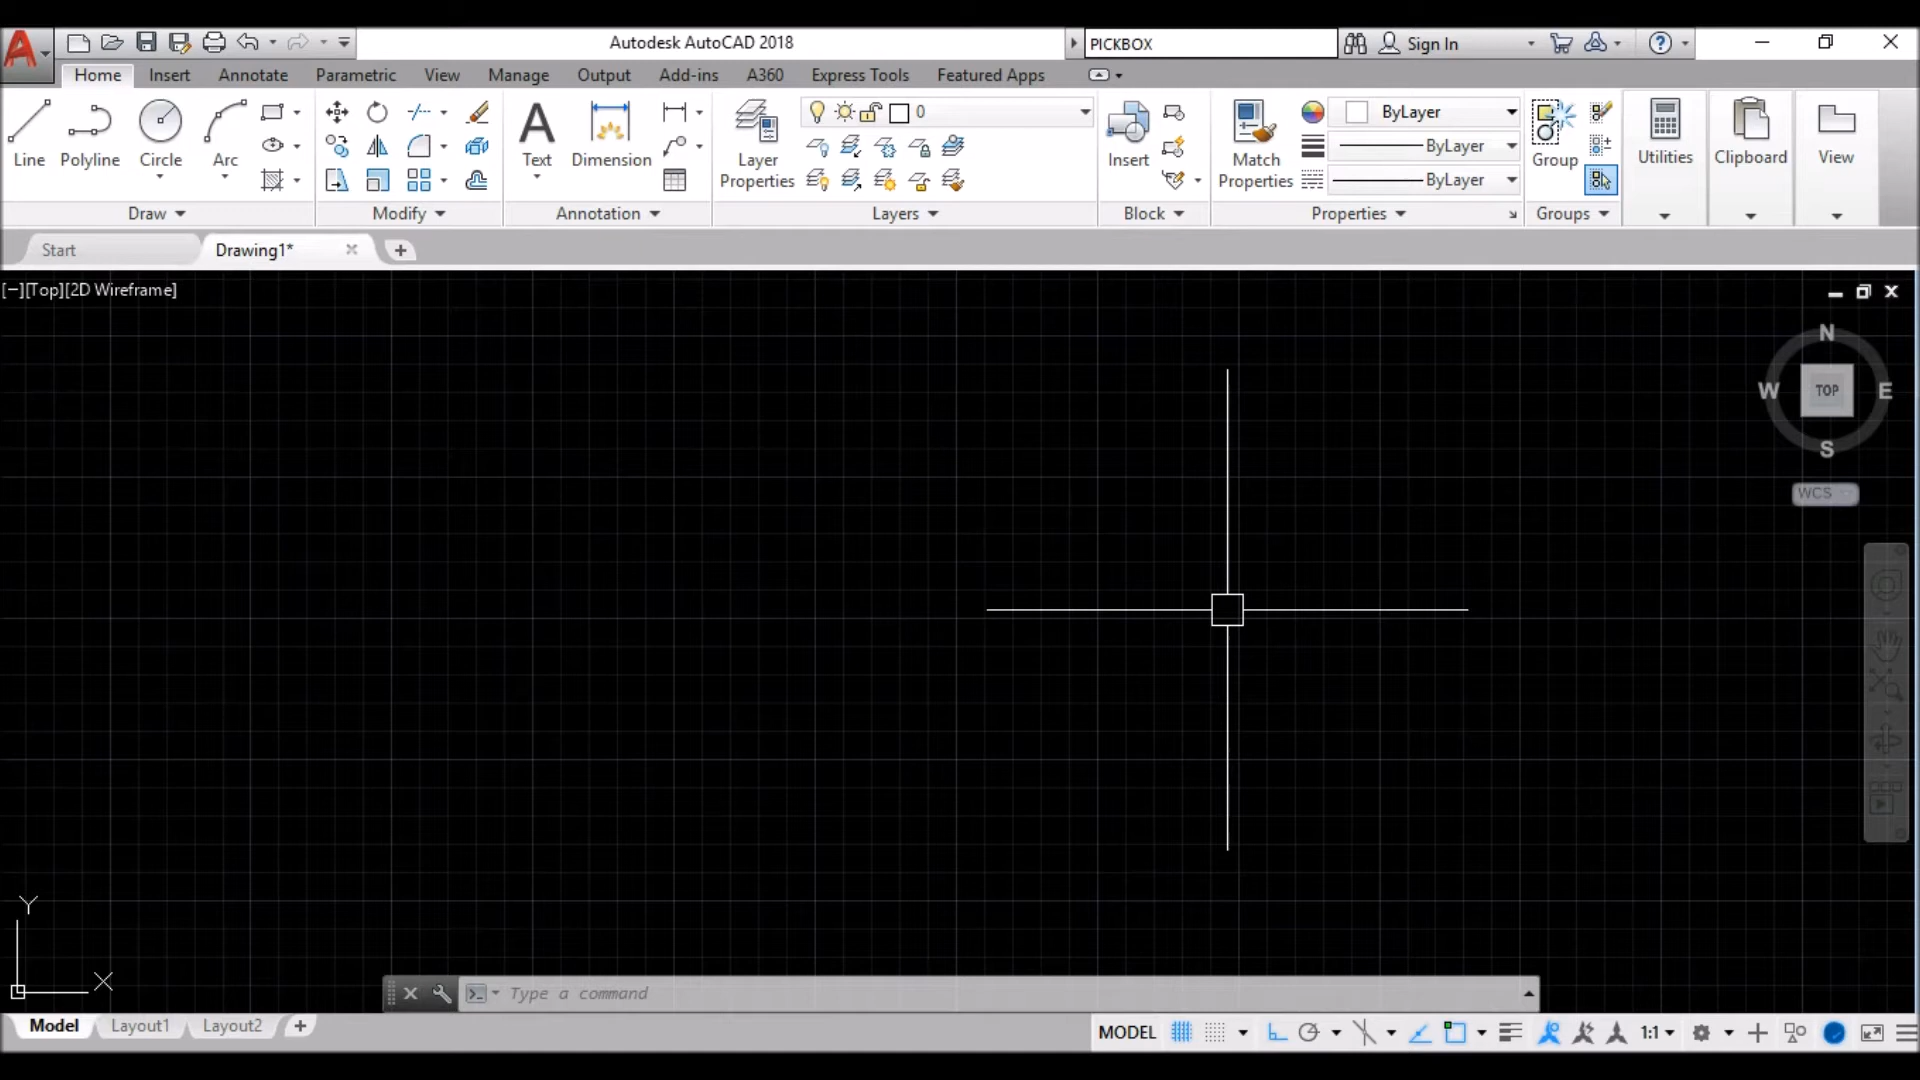 Autodesk AutoCAD 2018
PICKBOX
Sign In
Home Insert Annotate Parametric View Manage Output Add-ins A360 Express Tools Featured Apps
0
ByLayer
ByLayer
ByLayer
Line Polyline Circle Arc
Text Dimension
Layer Properties
Insert
Match Properties
Group
Utilities Clipboard View
Draw Modify Annotation Layers Block Properties Groups
Start Drawing1*
[−][Top][2D Wireframe]
N
W TOP E
S
WCS
Y
X
Type a command
Model Layout1 Layout2
MODEL 1:1